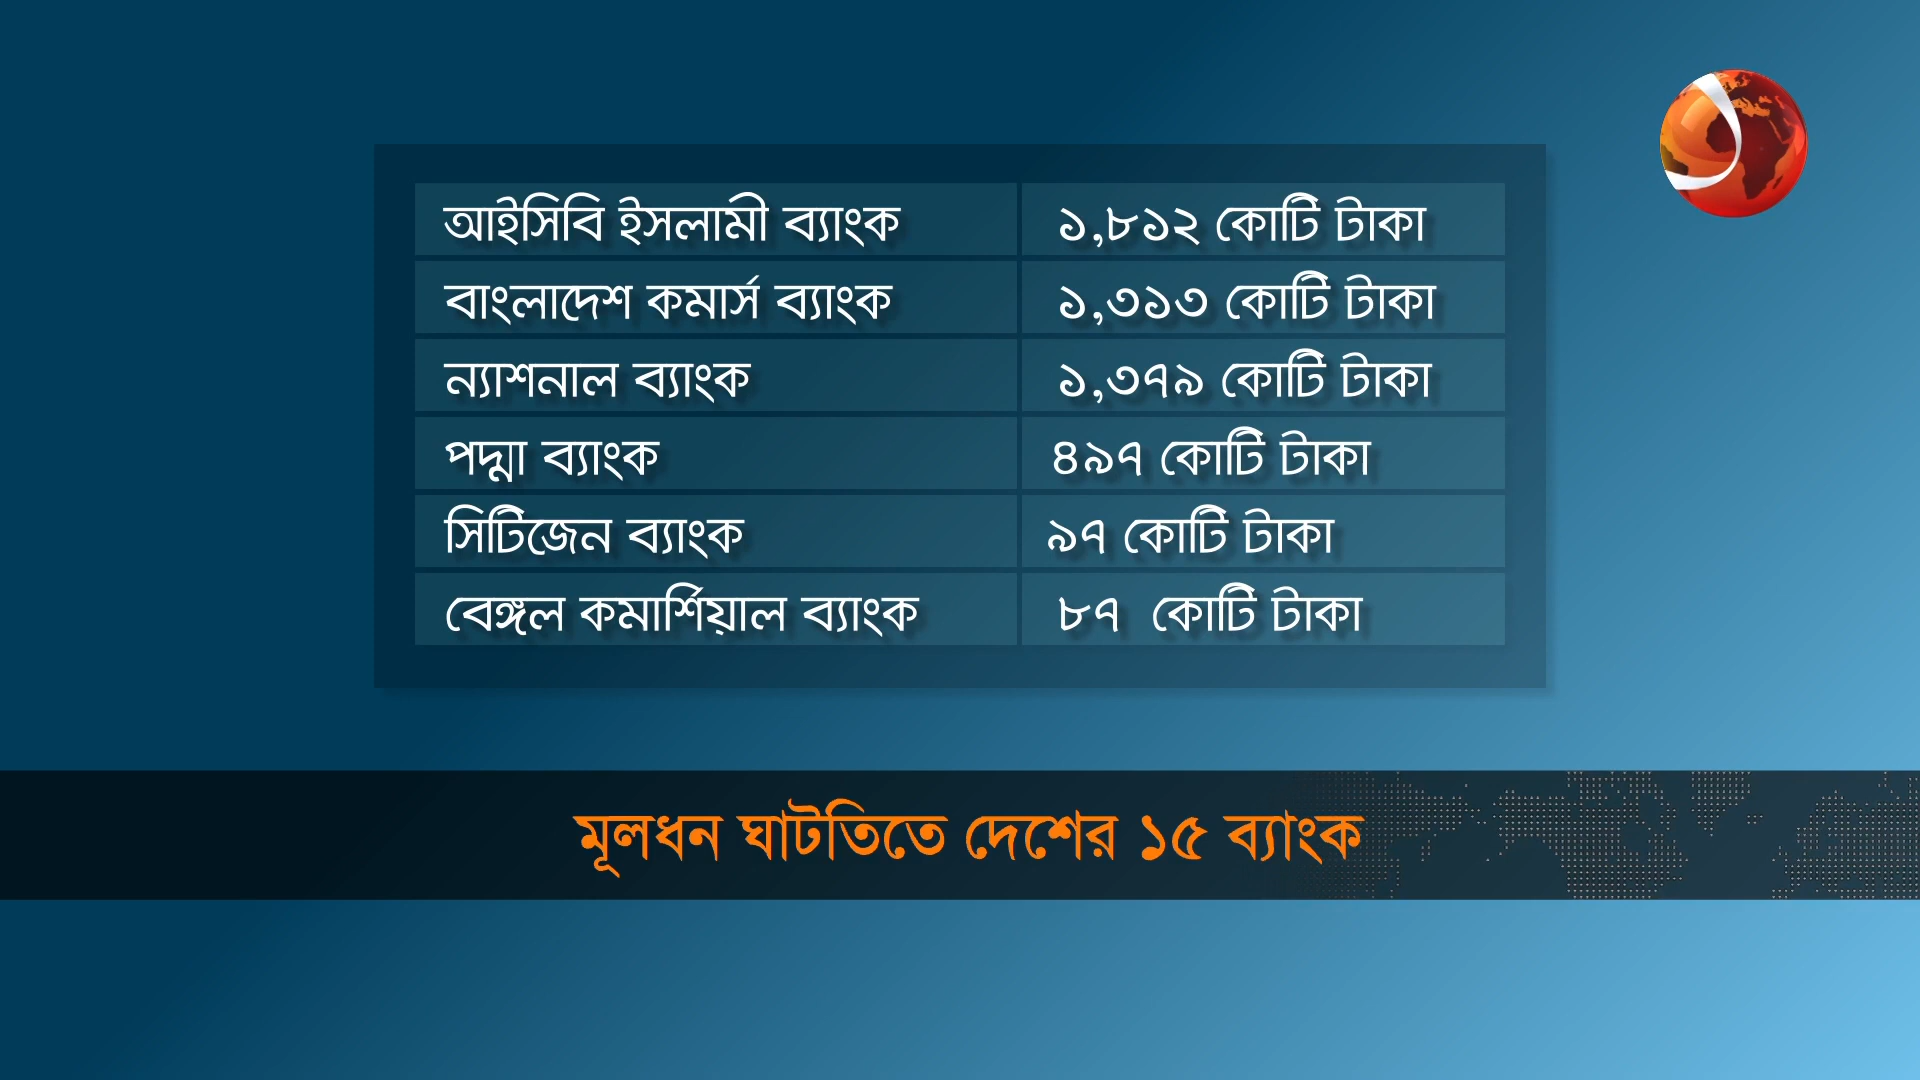 আইসিবি ইসলামী ব্যাংক ১,৮১২ কোটি টাকা
বাংলাদেশ কমার্স ব্যাংক ১,৩১৩ কোটি টাকা
ন্যাশনাল ব্যাংক ১,৩৭৯ কোটি টাকা
পদ্মা ব্যাংক ৪৯৭ কোটি টাকা
সিটিজেন ব্যাংক ৯৭ কোটি টাকা
বেঙ্গল কমার্শিয়াল ব্যাংক ৮৭ কোটি টাকা
মূলধন ঘাটতিতে দেশের ১৫ ব্যাংক